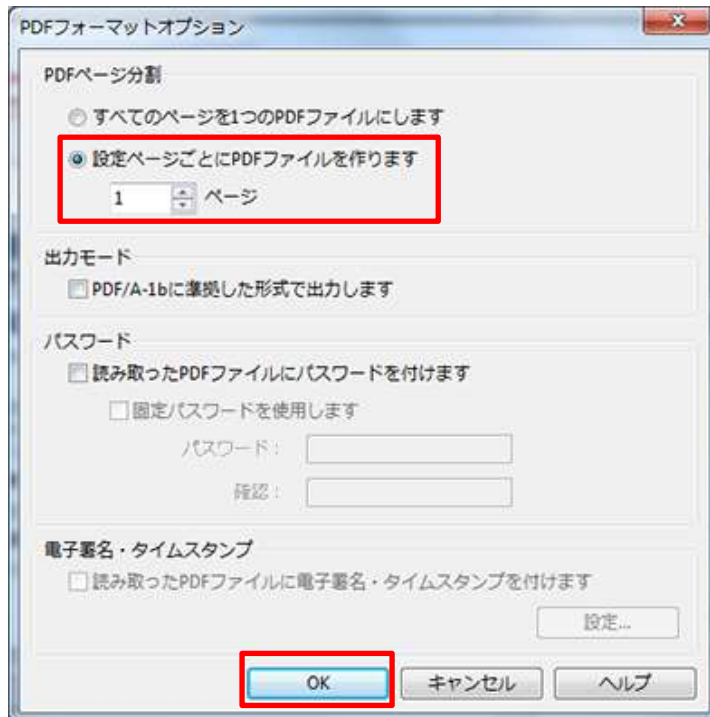 PDFフォーマットオプション
PDFページ分割
すべてのページを1つのPDFファイルにします
設定ページごとにPDFファイルを作ります
1 ページ
出力モード
PDF/A-1bに準拠した形式で出力します
パスワード
読み取ったPDFファイルにパスワードを付けます
固定パスワードを使用します
パスワード：
確認：
電子署名・タイムスタンプ
読み取ったPDFファイルに電子署名・タイムスタンプを付けます
設定...
OK キャンセル ヘルプ